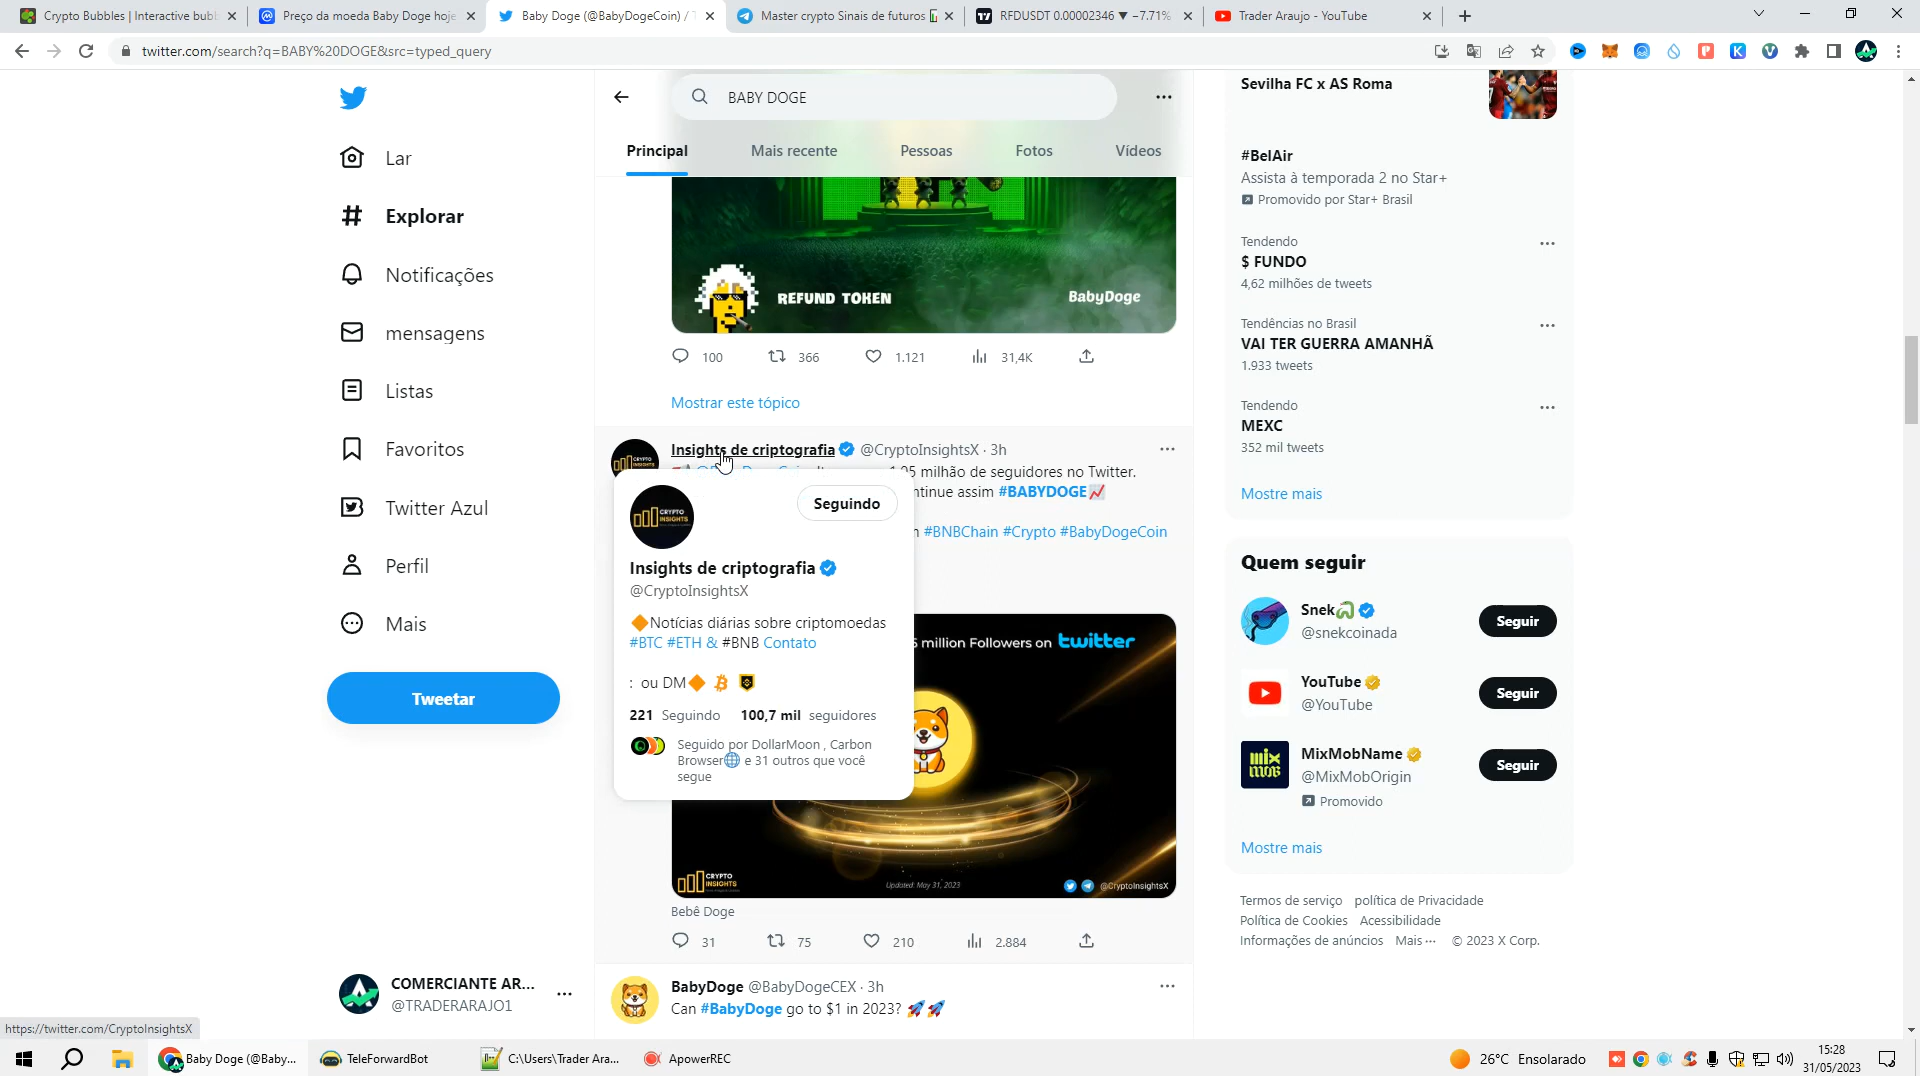 Crypto Bubbles | Interactive bubb
Preço da moeda Baby Doge hoje
Baby Doge (@BabyDogeCoin) / T
Master crypto Sinais de futuros
RFDUSDT 0.00002346 ▼ −7.71%
Trader Araujo - YouTube
twitter.com/search?q=BABY%20DOGE&src=typed_query
BABY DOGE
Principal
Mais recente
Pessoas
Fotos
Vídeos
Lar
Explorar
Notificações
mensagens
Listas
Favoritos
Twitter Azul
Perfil
Mais
Tweetar
COMERCIANTE AR...
@TRADERARAJO1
REFUND TOKEN
BabyDoge
100
366
1.121
31,4K
Mostrar este tópico
Insights de criptografia @CryptoInsightsX · 3h
milhão de seguidores no Twitter.
ntinue assim #BABYDOGE
#BNBChain #Crypto #BabyDogeCoin
CRYPTO
INSIGHTS
Seguindo
Insights de criptografia
@CryptoInsightsX
🔶Notícias diárias sobre criptomoedas
#BTC #ETH & #BNB Contato
: ou DM🔶
221 Seguindo 100,7 mil seguidores
Seguido por DollarMoon , Carbon
Browser🌐 e 31 outros que você
segue
5 million Followers on twitter
CRYPTO
INSIGHTS
Updated: May 31, 2023
@CryptoInsightsX
Bebê Doge
31
75
210
2.884
BabyDoge @BabyDogeCEX · 3h
Can #BabyDoge go to $1 in 2023? 🚀🚀
Sevilha FC x AS Roma
#BelAir
Assista à temporada 2 no Star+
Promovido por Star+ Brasil
Tendendo
$ FUNDO
4,62 milhões de tweets
Tendências no Brasil
VAI TER GUERRA AMANHÃ
1.933 tweets
Tendendo
MEXC
352 mil tweets
Mostre mais
Quem seguir
Snek
@snekcoinada
Seguir
YouTube
@YouTube
Seguir
mix
mob
MixMobName
@MixMobOrigin
Promovido
Seguir
Mostre mais
Termos de serviço política de Privacidade
Política de Cookies Acessibilidade
Informações de anúncios Mais ··· © 2023 X Corp.
https://twitter.com/CryptoInsightsX
Baby Doge (@Baby...
TeleForwardBot
C:\Users\Trader Ara...
ApowerREC
26°C Ensolarado
15:28
31/05/2023